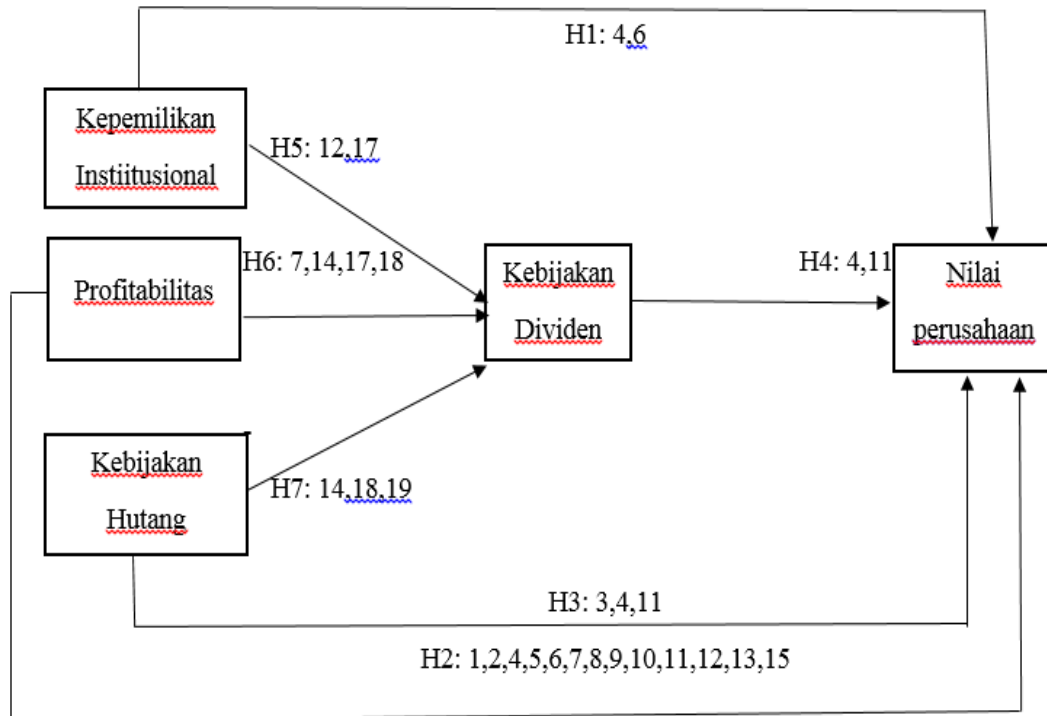 H1: 4,6
Kepemilikan
Instiitusional
H5: 12,17
H6: 7,14,17,18
Profitabilitas
Kebijakan
Dividen
H4: 4,11
Nilai
perusahaan
Kebijakan
Hutang
H7: 14,18,19
H3: 3,4,11
H2: 1,2,4,5,6,7,8,9,10,11,12,13,15